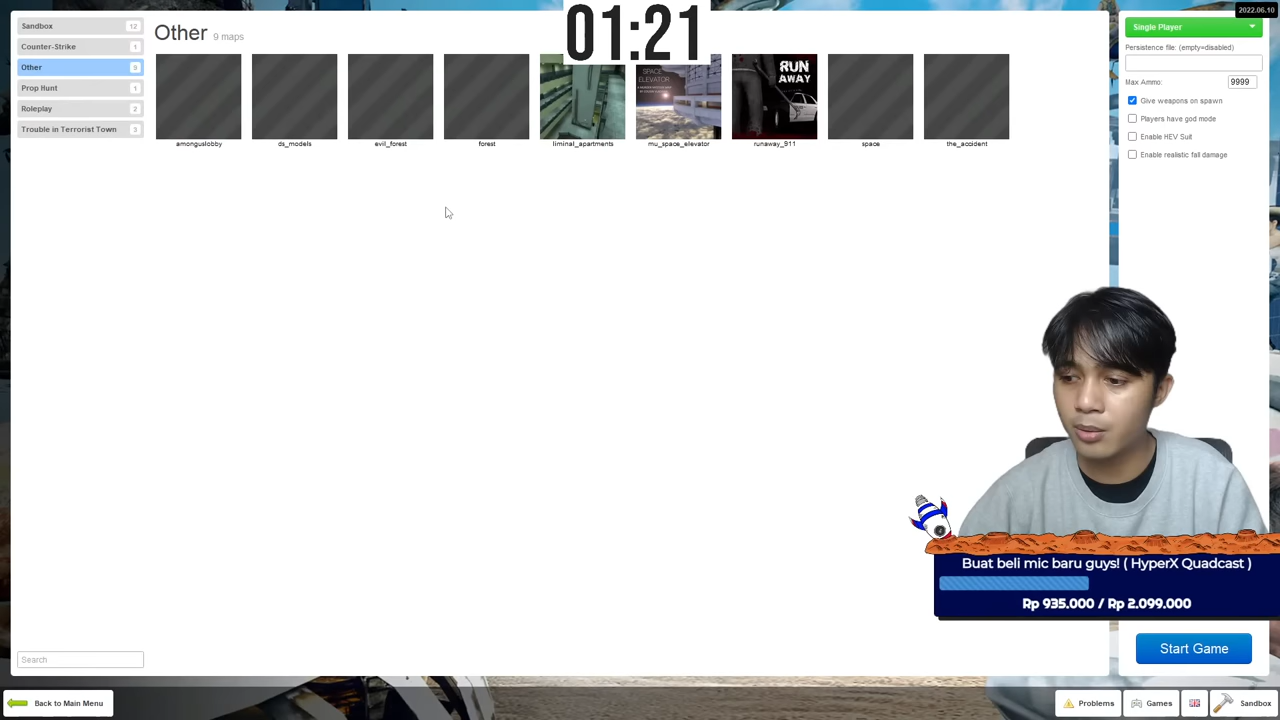 2022.06.10
01:21
Sandbox 12
Counter-Strike 1
Other 9
Prop Hunt 1
Roleplay 2
Trouble in Terrorist Town 3
Other 9 maps
SPACE
ELEVATOR
RUN
AWAY
amonguslobby
ds_models
evil_forest
forest
liminal_apartments
mu_space_elevator
runaway_911
space
the_accident
Single Player
Persistence file: (empty=disabled)
Max Ammo: 9999
Give weapons on spawn
Players have god mode
Enable HEV Suit
Enable realistic fall damage
Buat beli mic baru guys! ( HyperX Quadcast )
Rp 935.000 / Rp 2.099.000
Start Game
Search
Back to Main Menu
Problems
Games
Sandbox